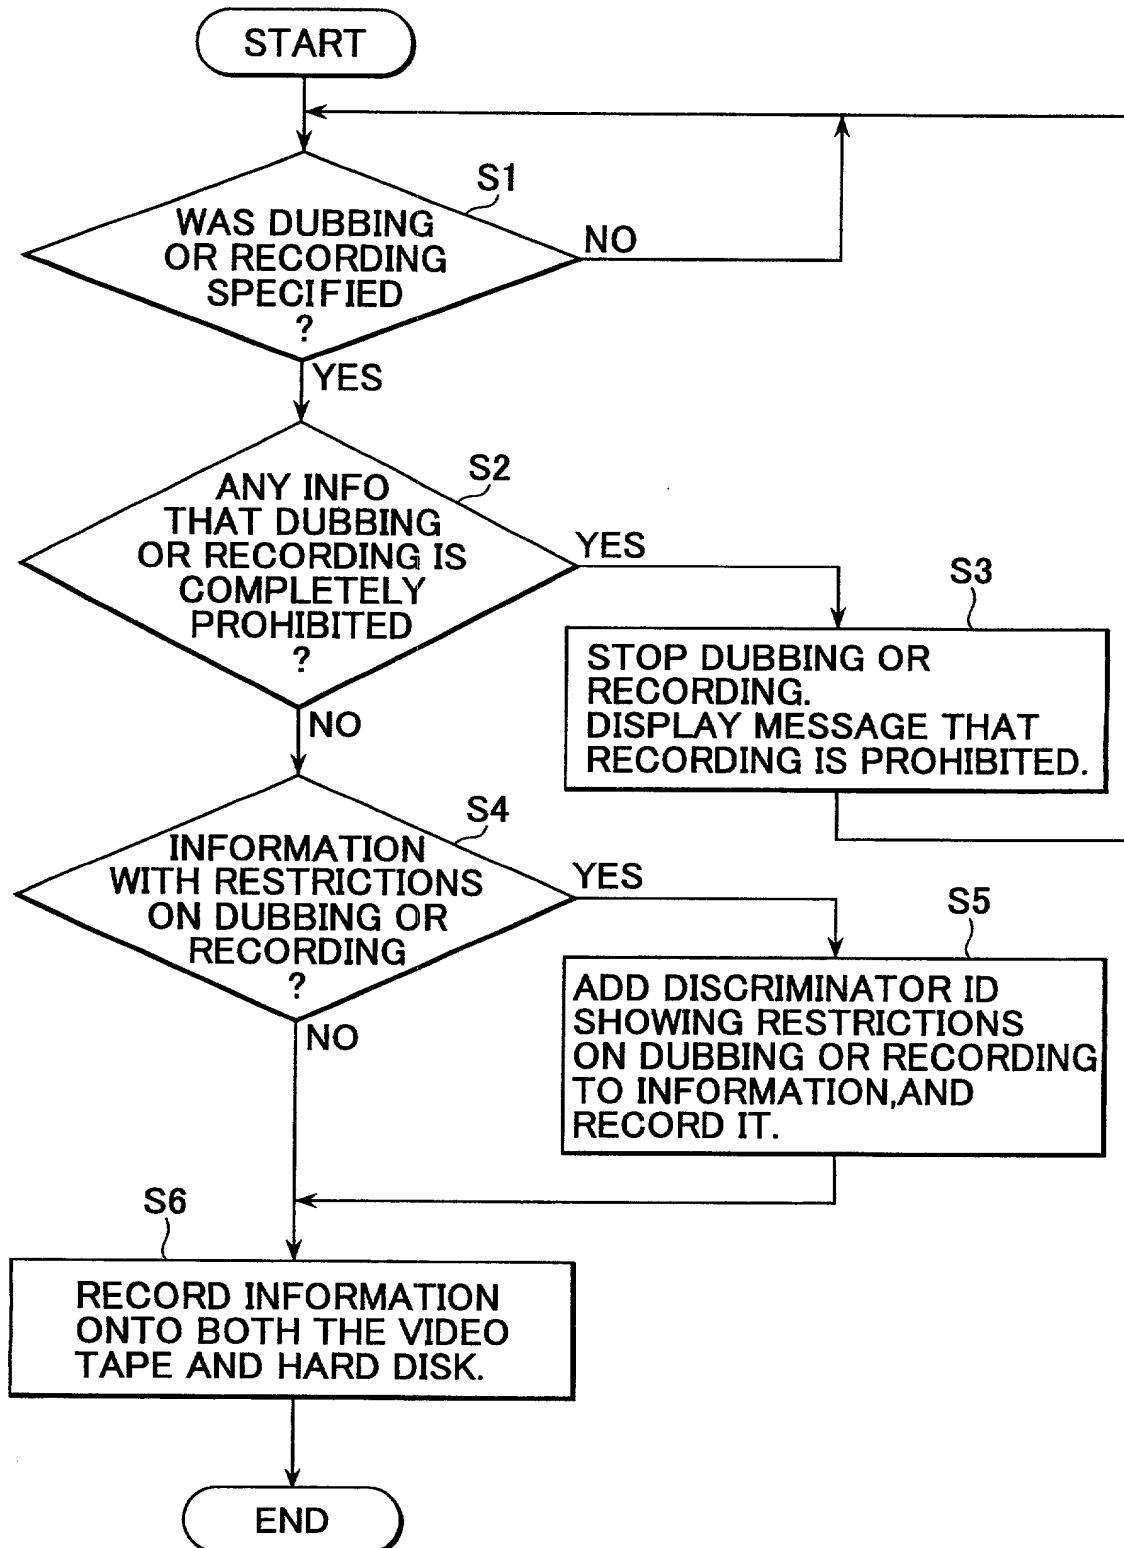 START
S1
WAS DUBBING
OR RECORDING
SPECIFIED
?
NO
YES
S2
ANY INFO
THAT DUBBING
OR RECORDING IS
COMPLETELY
PROHIBITED
?
YES
NO
S3
STOP DUBBING OR
RECORDING.
DISPLAY MESSAGE THAT
RECORDING IS PROHIBITED.
S4
INFORMATION
WITH RESTRICTIONS
ON DUBBING OR
RECORDING
?
YES
NO
S5
ADD DISCRIMINATOR ID
SHOWING RESTRICTIONS
ON DUBBING OR RECORDING
TO INFORMATION,AND
RECORD IT.
S6
RECORD INFORMATION
ONTO BOTH THE VIDEO
TAPE AND HARD DISK.
END